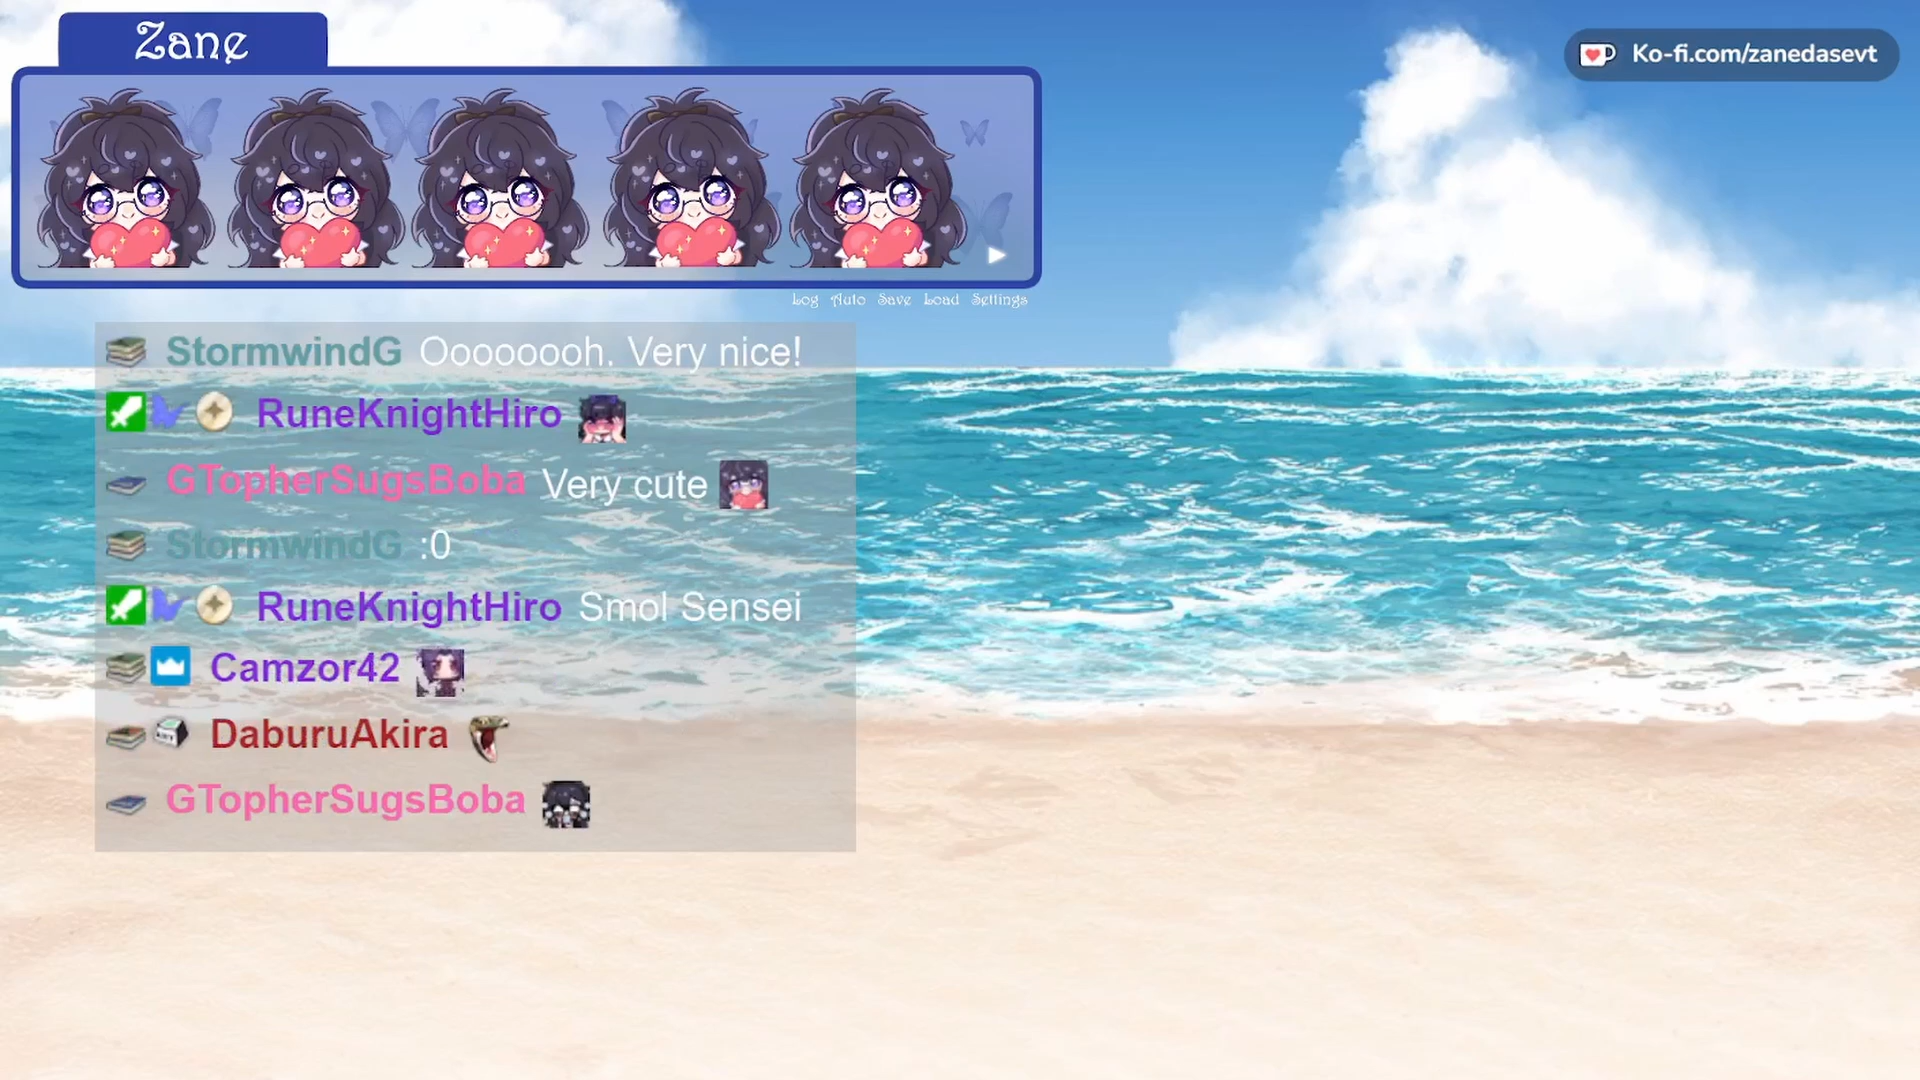 Zane
Ko-fi.com/zanedasevt
Log Auto Save Load Settings
StormwindG Oooooooh. Very nice!
RuneKnightHiro
GTopherSugsBoba Very cute
StormwindG :0
RuneKnightHiro Smol Sensei
Camzor42
DaburuAkira
GTopherSugsBoba